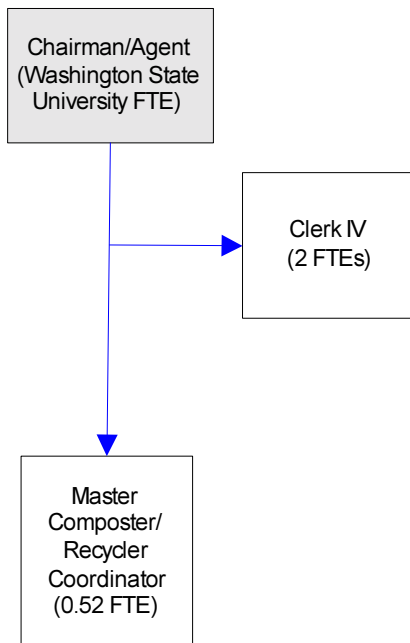 Chairman/Agent
(Washington State
University FTE)
Clerk IV
(2 FTEs)
Master
Composter/
Recycler
Coordinator
(0.52 FTE)